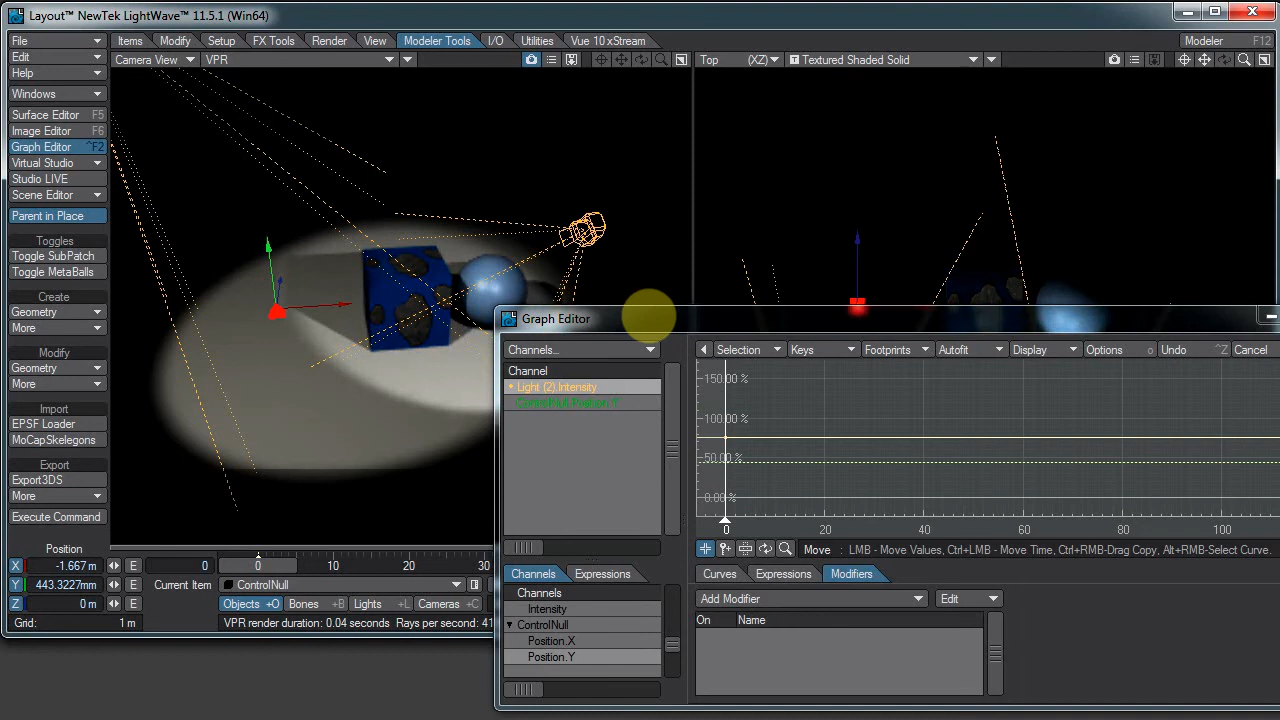 Layout™ NewTek LightWave™ 11.5.1 (Win64)
File
Edit
Help
Windows
Surface Editor F5
Image Editor F6
Graph Editor ^F2
Virtual Studio
Studio LIVE
Scene Editor
Parent in Place
Toggles
Toggle SubPatch
Toggle MetaBalls
Create
Geometry
More
Modify
Geometry
More
Import
EPSF Loader
MoCapSkelegons
Export
Export3DS
More
Execute Command
Items Modify Setup FX Tools Render View Modeler Tools I/O Utilities Vue 10 xStream Modeler F12
Camera View VPR
Top (XZ) Textured Shaded Solid
Graph Editor
Channels...
Channel
Light (2).Intensity
ControlNull.Position.Y
Selection Keys Footprints Autofit Display Options o Undo ^Z Cancel
150.00 %
100.00 %
50.00 %
0.00 %
0 20 40 60 80 100
Move LMB - Move Values, Ctrl+LMB - Move Time, Ctrl+RMB-Drag Copy, Alt+RMB-Select Curve.
Channels Expressions
Channels
Intensity
ControlNull
Position.X
Position.Y
Curves Expressions Modifiers
Add Modifier Edit
On Name
Position
X -1.667 m E
Y 443.3227mm E
Z 0 m E
Grid: 1 m
0 0 10 20 30
Current Item ControlNull
Objects +O Bones +B Lights +L Cameras +C
VPR render duration: 0.04 seconds Rays per second: 41